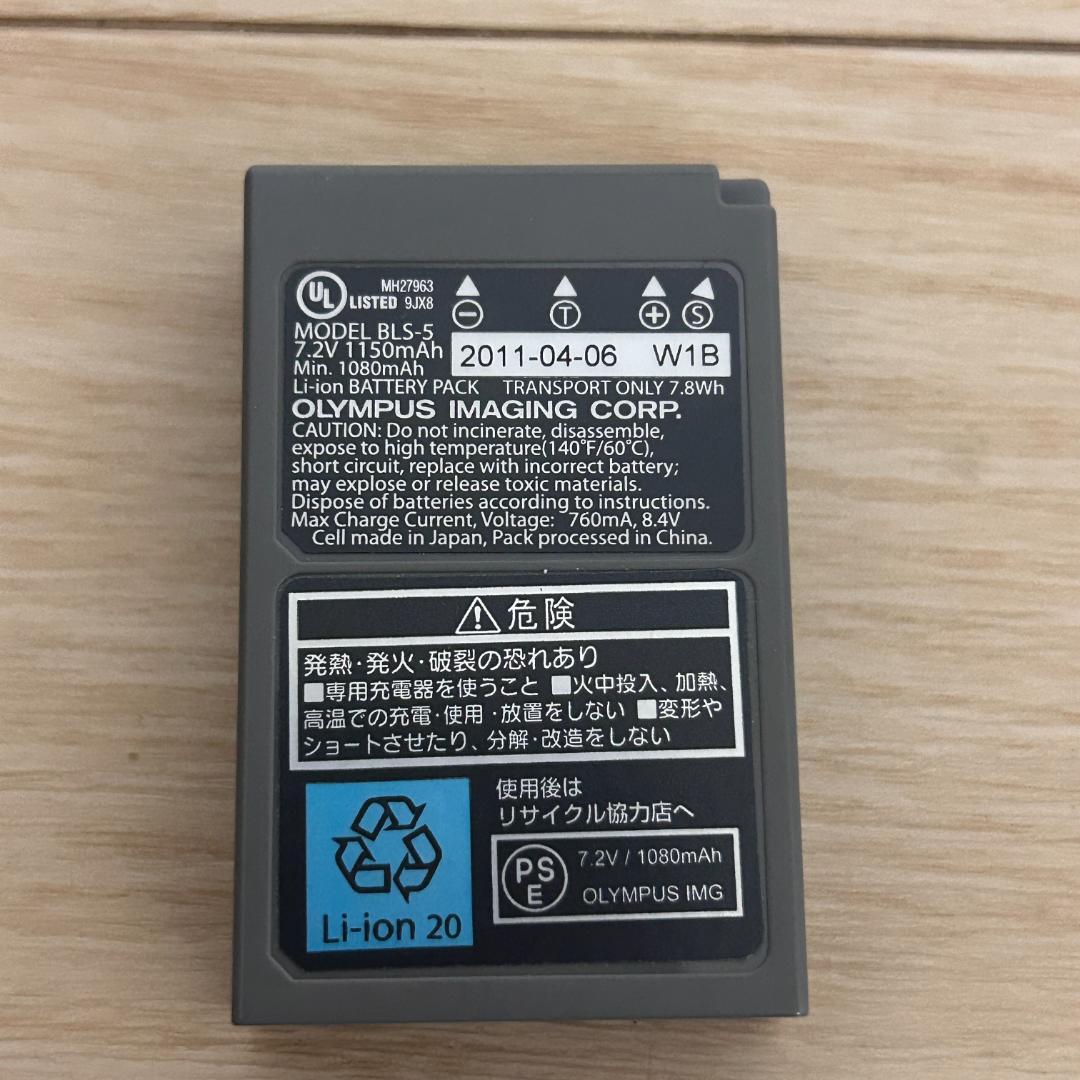 UL LISTED MH27963 9JX8
− T + S
MODEL BLS-5
7.2V 1150mAh
Min. 1080mAh
2011-04-06 W1B
Li-ion BATTERY PACK TRANSPORT ONLY 7.8Wh
OLYMPUS IMAGING CORP.
CAUTION: Do not incinerate, disassemble,
expose to high temperature(140°F/60°C),
short circuit, replace with incorrect battery;
may explode or release toxic materials.
Dispose of batteries according to instructions.
Max Charge Current, Voltage: 760mA, 8.4V
Cell made in Japan, Pack processed in China.
危険
発熱・発火・破裂の恐れあり
■専用充電器を使うこと ■火中投入、加熱、
高温での充電・使用・放置をしない ■変形や
ショートさせたり、分解・改造をしない
使用後は
リサイクル協力店へ
Li-ion 20
PSE
7.2V / 1080mAh
OLYMPUS IMG